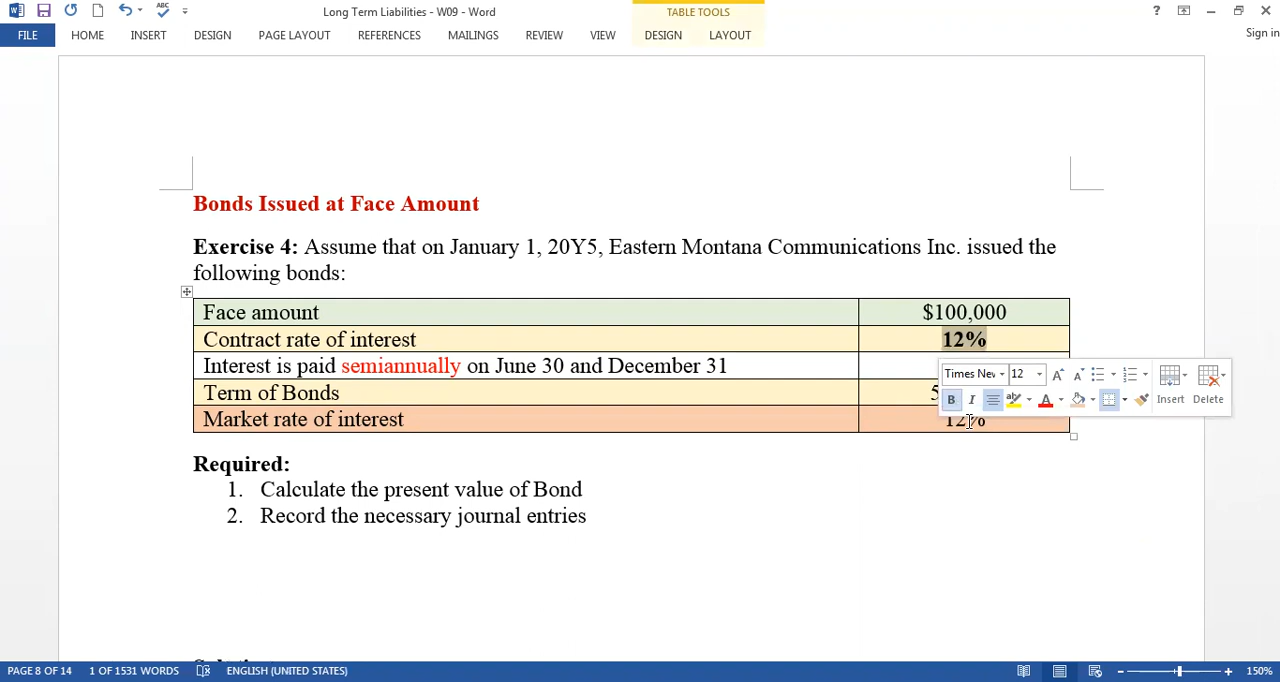 Long Term Liabilities - W09 - Word
TABLE TOOLS
? 
Sign in
FILE HOME INSERT DESIGN PAGE LAYOUT REFERENCES MAILINGS REVIEW VIEW DESIGN LAYOUT
Bonds Issued at Face Amount
Exercise 4: Assume that on January 1, 20Y5, Eastern Montana Communications Inc. issued the
following bonds:
Face amount $100,000
Contract rate of interest 12%
Interest is paid semiannually on June 30 and December 31
Times Nev 12
Term of Bonds 5
Insert Delete
Market rate of interest 12%
Required:
1. Calculate the present value of Bond
2. Record the necessary journal entries
PAGE 8 OF 14 1 OF 1531 WORDS ENGLISH (UNITED STATES) 150%